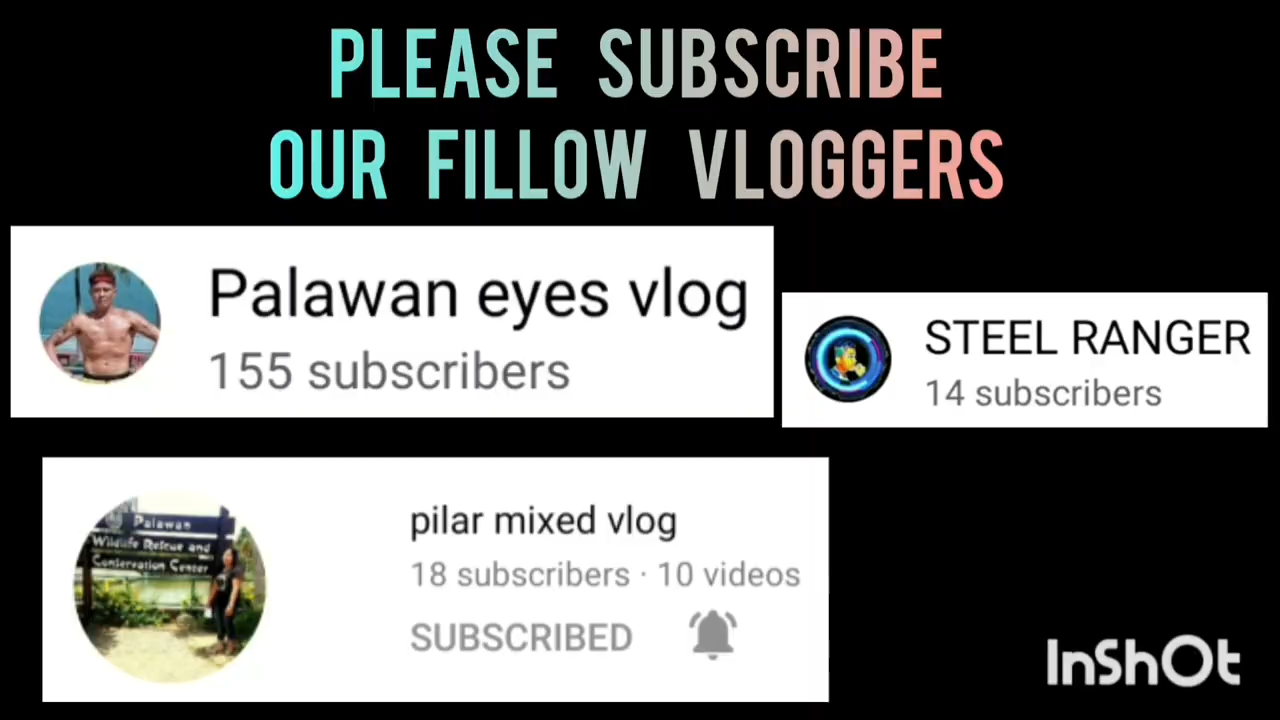 PLEASE SUBSCRIBE
OUR FILLOW VLOGGERS
Palawan eyes vlog
155 subscribers
STEEL RANGER
14 subscribers
Palawan
Wildlife Rescue and
Conservation Center
pilar mixed vlog
18 subscribers · 10 videos
SUBSCRIBED
InShOt